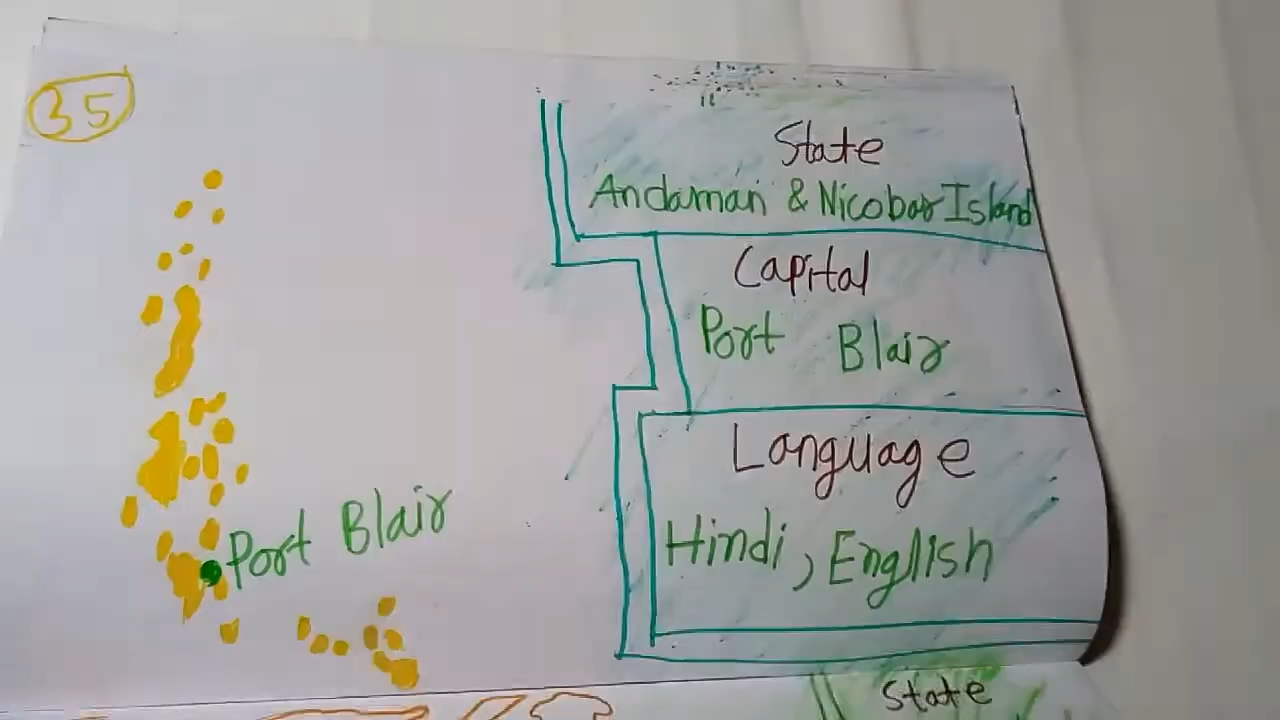 35
State
Andaman & Nicobar Island
Capital
Port Blair
Language
Hindi, English
Port Blair
State